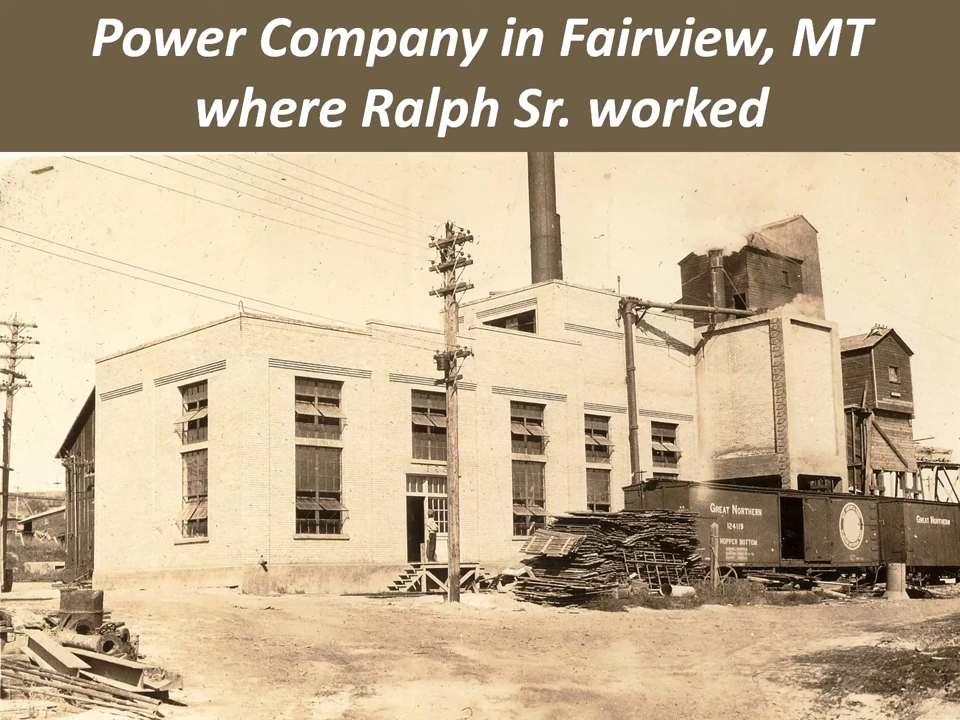 Power Company in Fairview, MT
where Ralph Sr. worked
GREAT NORTHERN
124119
HOPPER BOTTOM
GREAT NORTHERN